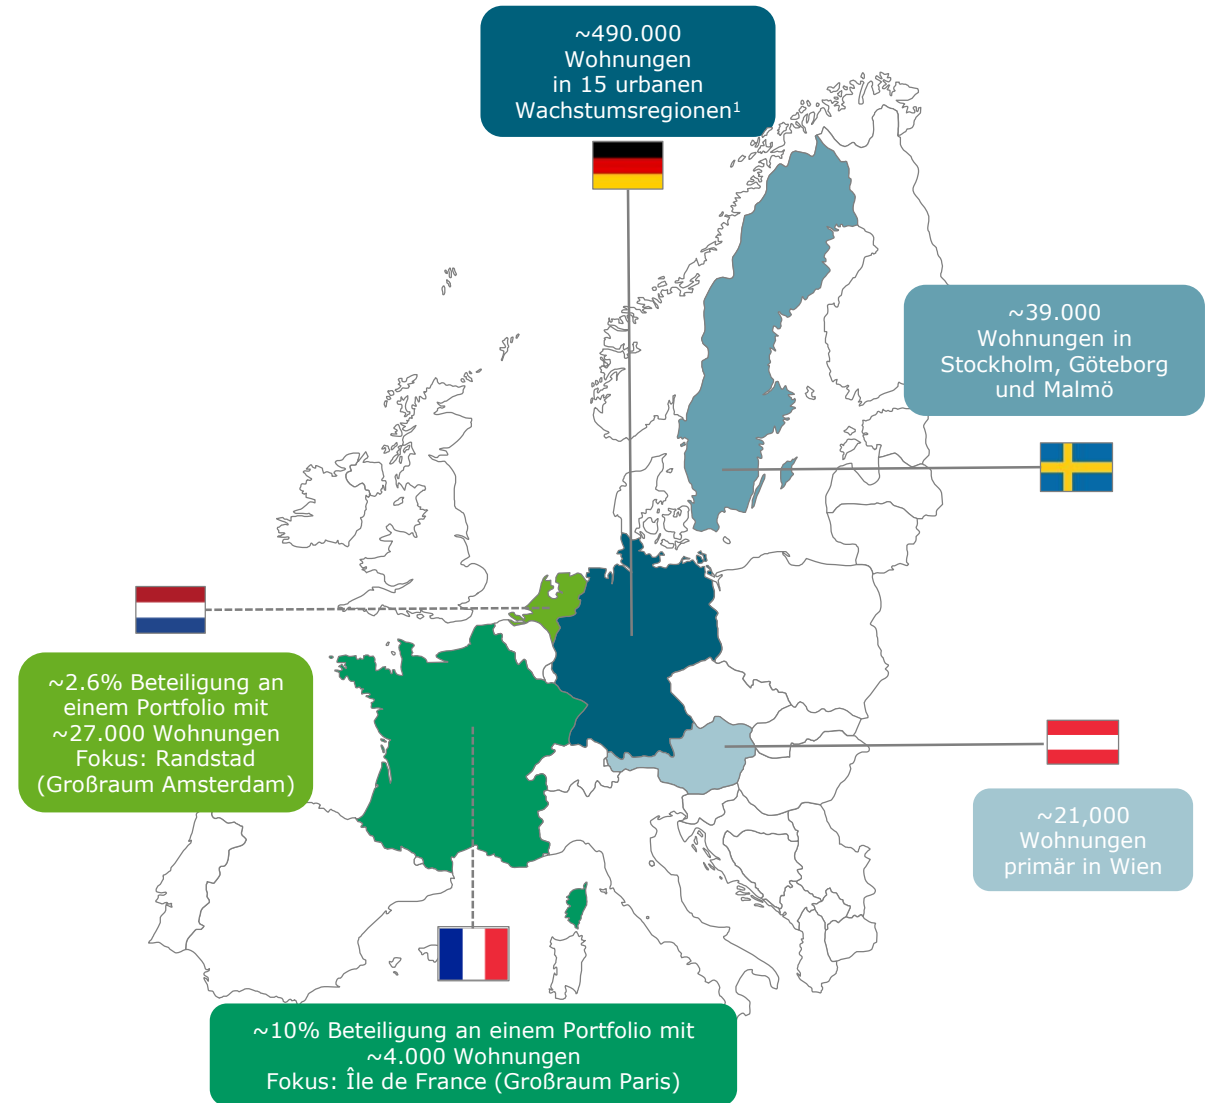 ~490.000
Wohnungen
in 15 urbanen
Wachstumsregionen¹
~39.000
Wohnungen in
Stockholm, Göteborg
und Malmö
~2.6% Beteiligung an
einem Portfolio mit
~27.000 Wohnungen
Fokus: Randstad
(Großraum Amsterdam)
~21,000
Wohnungen
primär in Wien
~10% Beteiligung an einem Portfolio mit
~4.000 Wohnungen
Fokus: Île de France (Großraum Paris)